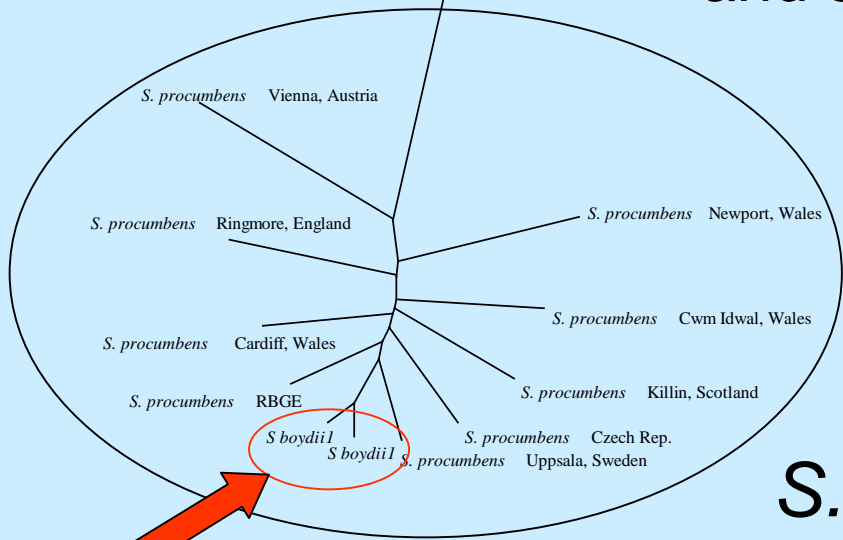 S. procumbens Vienna, Austria
S. procumbens Newport, Wales
S. procumbens Ringmore, England
S. procumbens Cwm Idwal, Wales
S. procumbens Cardiff, Wales
S. procumbens Killin, Scotland
S. procumbens RBGE
S boydii1
S. procumbens Czech Rep.
S boydii1
S. procumbens Uppsala, Sweden
S.